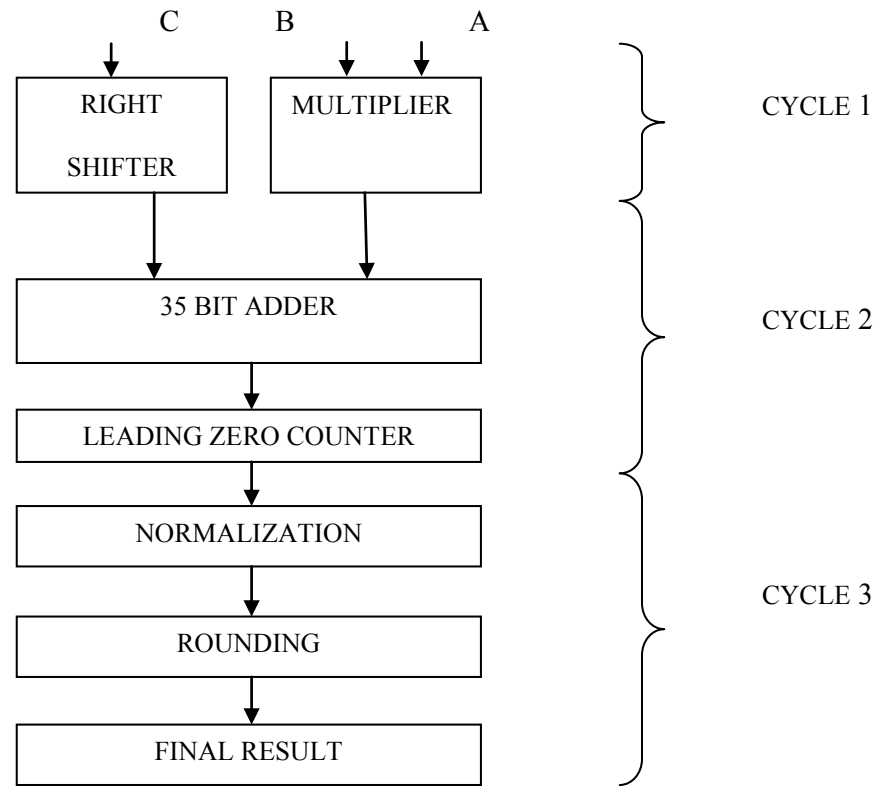 C B A
RIGHT
SHIFTER
MULTIPLIER
CYCLE 1
35 BIT ADDER
CYCLE 2
LEADING ZERO COUNTER
NORMALIZATION
CYCLE 3
ROUNDING
FINAL RESULT